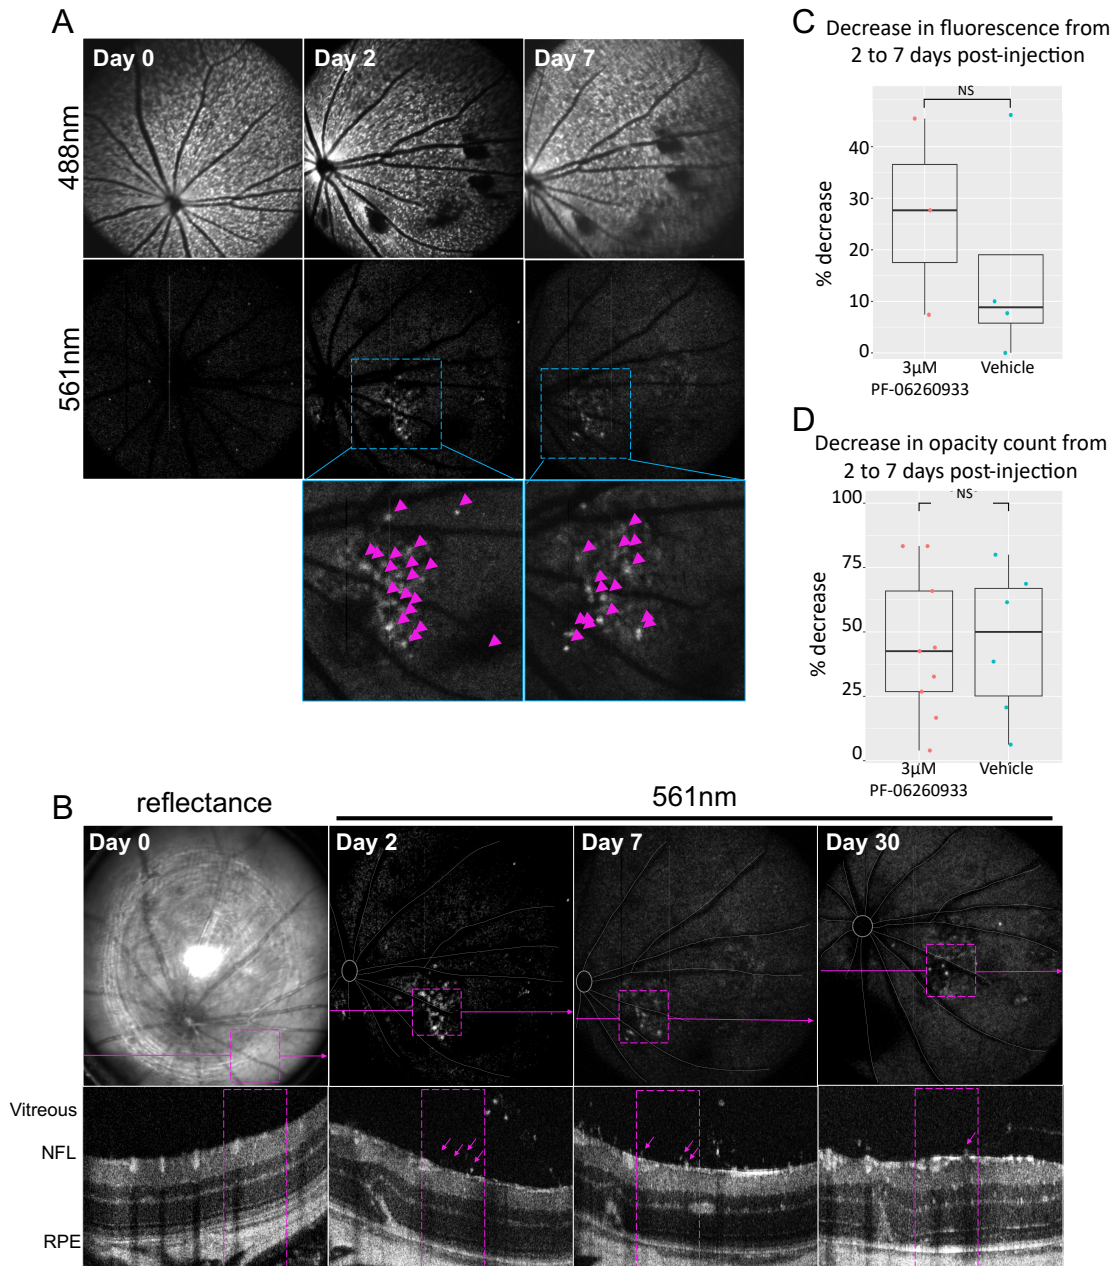 A
Day 0
Day 2
Day 7
488nm
561nm
C
Decrease in fluorescence from
2 to 7 days post-injection
NS
% decrease
40
30
20
10
0
3µM
PF-06260933
Vehicle
D
Decrease in opacity count from
2 to 7 days post-injection
NS
% decrease
100
75
50
25
0
3µM
PF-06260933
Vehicle
B
reflectance
561nm
Day 0
Day 2
Day 7
Day 30
Vitreous
NFL
RPE